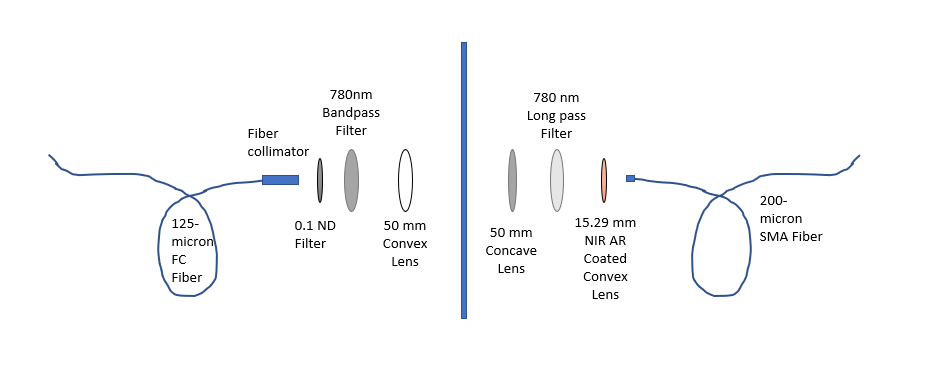 780nm
Bandpass
Filter
Fiber
collimator
125-
micron
FC
Fiber
0.1 ND
Filter
50 mm
Convex
Lens
780 nm
Long pass
Filter
50 mm
Concave
Lens
15.29 mm
NIR AR
Coated
Convex
Lens
200-
micron
SMA Fiber